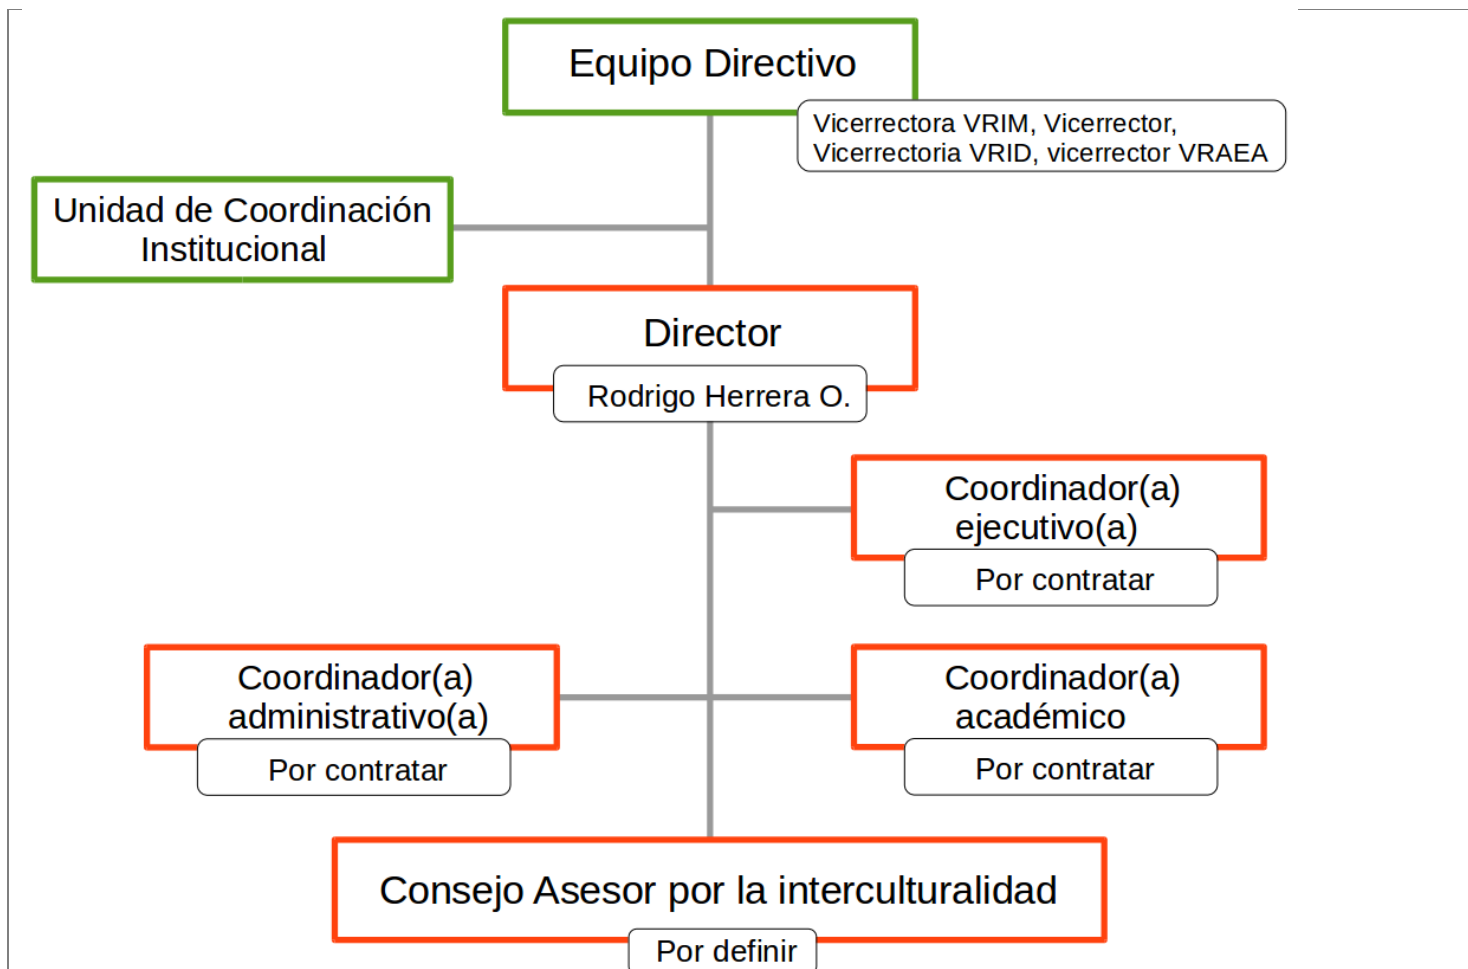 Equipo Directivo
Vicerrectora VRIM, Vicerrector,
Vicerrectoria VRID, vicerrector VRAEA
Unidad de Coordinación
Institucional
Director
Rodrigo Herrera O.
Coordinador(a)
ejecutivo(a)
Por contratar
Coordinador(a)
administrativo(a)
Por contratar
Coordinador(a)
académico
Por contratar
Consejo Asesor por la interculturalidad
Por definir